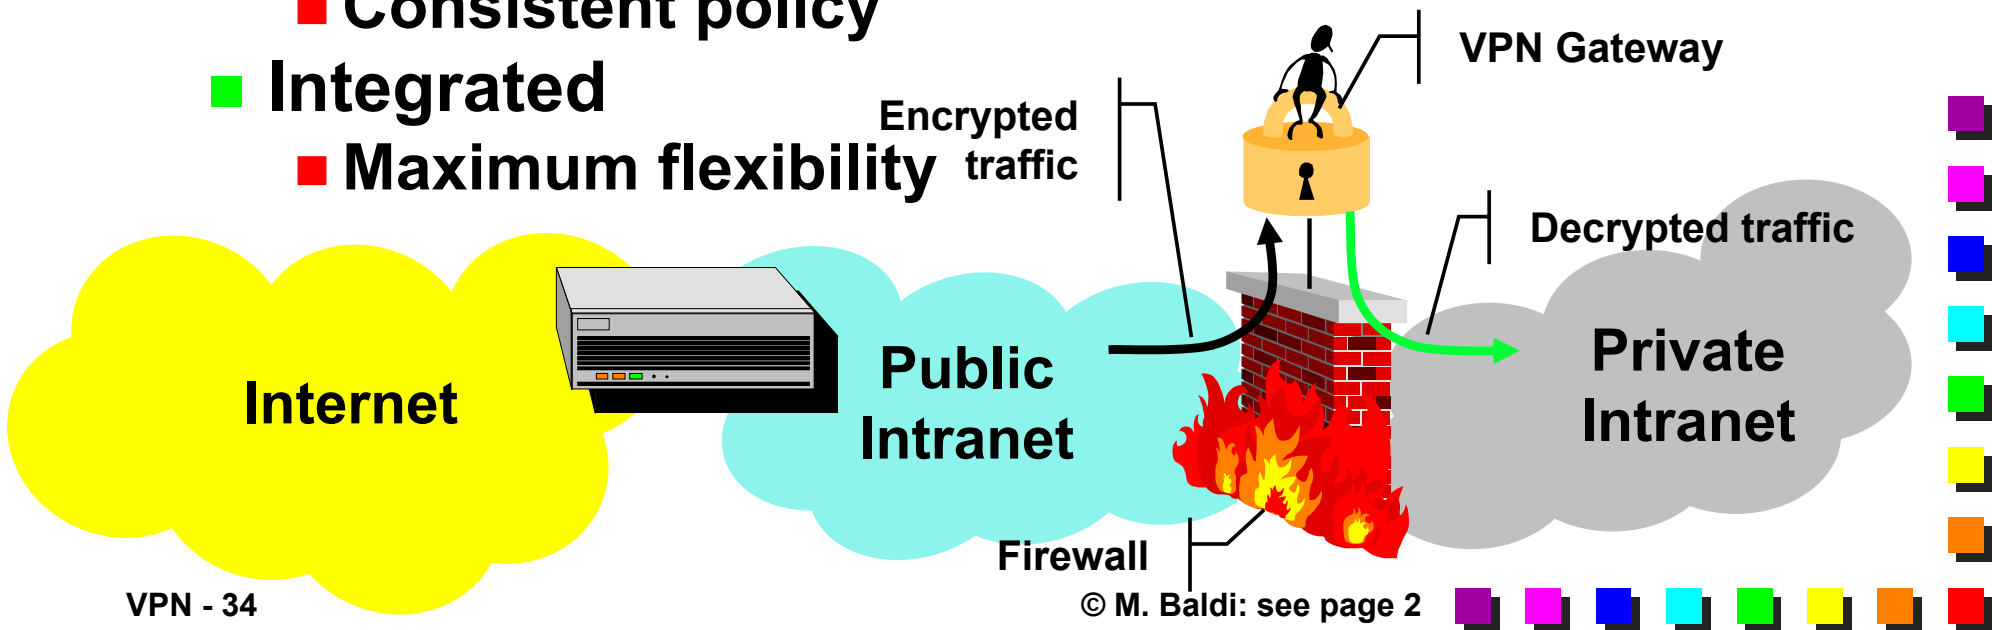 Consistent policy
Integrated
Maximum flexibility
VPN Gateway
Encrypted
traffic
Decrypted traffic
Internet
Public
Intranet
Private
Intranet
Firewall
VPN - 34
© M. Baldi: see page 2